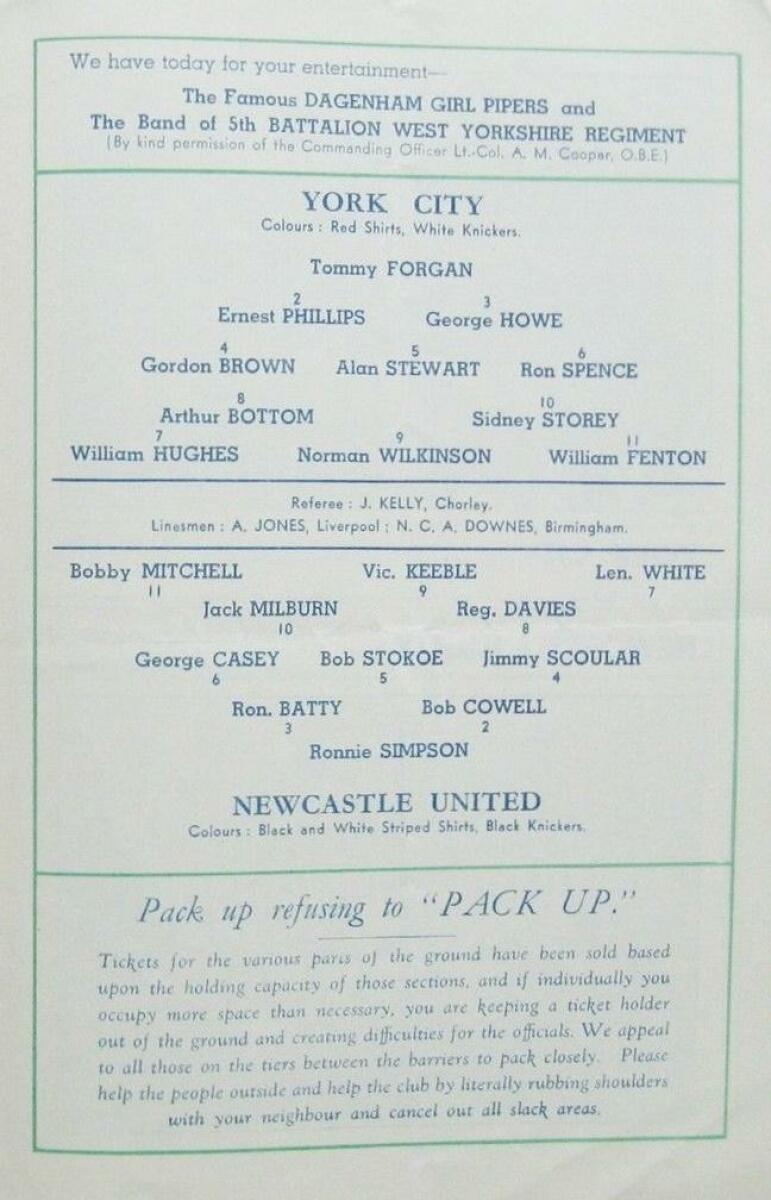 We have today for your entertainment—
The Famous DAGENHAM GIRL PIPERS and
The Band of 5th BATTALION WEST YORKSHIRE REGIMENT
(By kind permission of the Commanding Officer Lt.-Col. A. M. Cooper, O.B.E.)
YORK CITY
Colours : Red Shirts, White Knickers.
Tommy FORGAN
2 3
Ernest PHILLIPS George HOWE
4 5 6
Gordon BROWN Alan STEWART Ron SPENCE
8 10
Arthur BOTTOM Sidney STOREY
7 9 11
William HUGHES Norman WILKINSON William FENTON
Referee : J. KELLY, Chorley.
Linesmen : A. JONES, Liverpool ; N. C. A. DOWNES, Birmingham.
Bobby MITCHELL Vic. KEEBLE Len. WHITE
11 9 7
Jack MILBURN Reg. DAVIES
10 8
George CASEY Bob STOKOE Jimmy SCOULAR
6 5 4
Ron. BATTY Bob COWELL
3 2
Ronnie SIMPSON
NEWCASTLE UNITED
Colours : Black and White Striped Shirts, Black Knickers.
Pack up refusing to "PACK UP."
Tickets for the various parts of the ground have been sold based
upon the holding capacity of those sections, and if individually you
occupy more space than necessary, you are keeping a ticket holder
out of the ground and creating difficulties for the officials. We appeal
to all those on the tiers between the barriers to pack closely. Please
help the people outside and help the club by literally rubbing shoulders
with your neighbour and cancel out all slack areas.